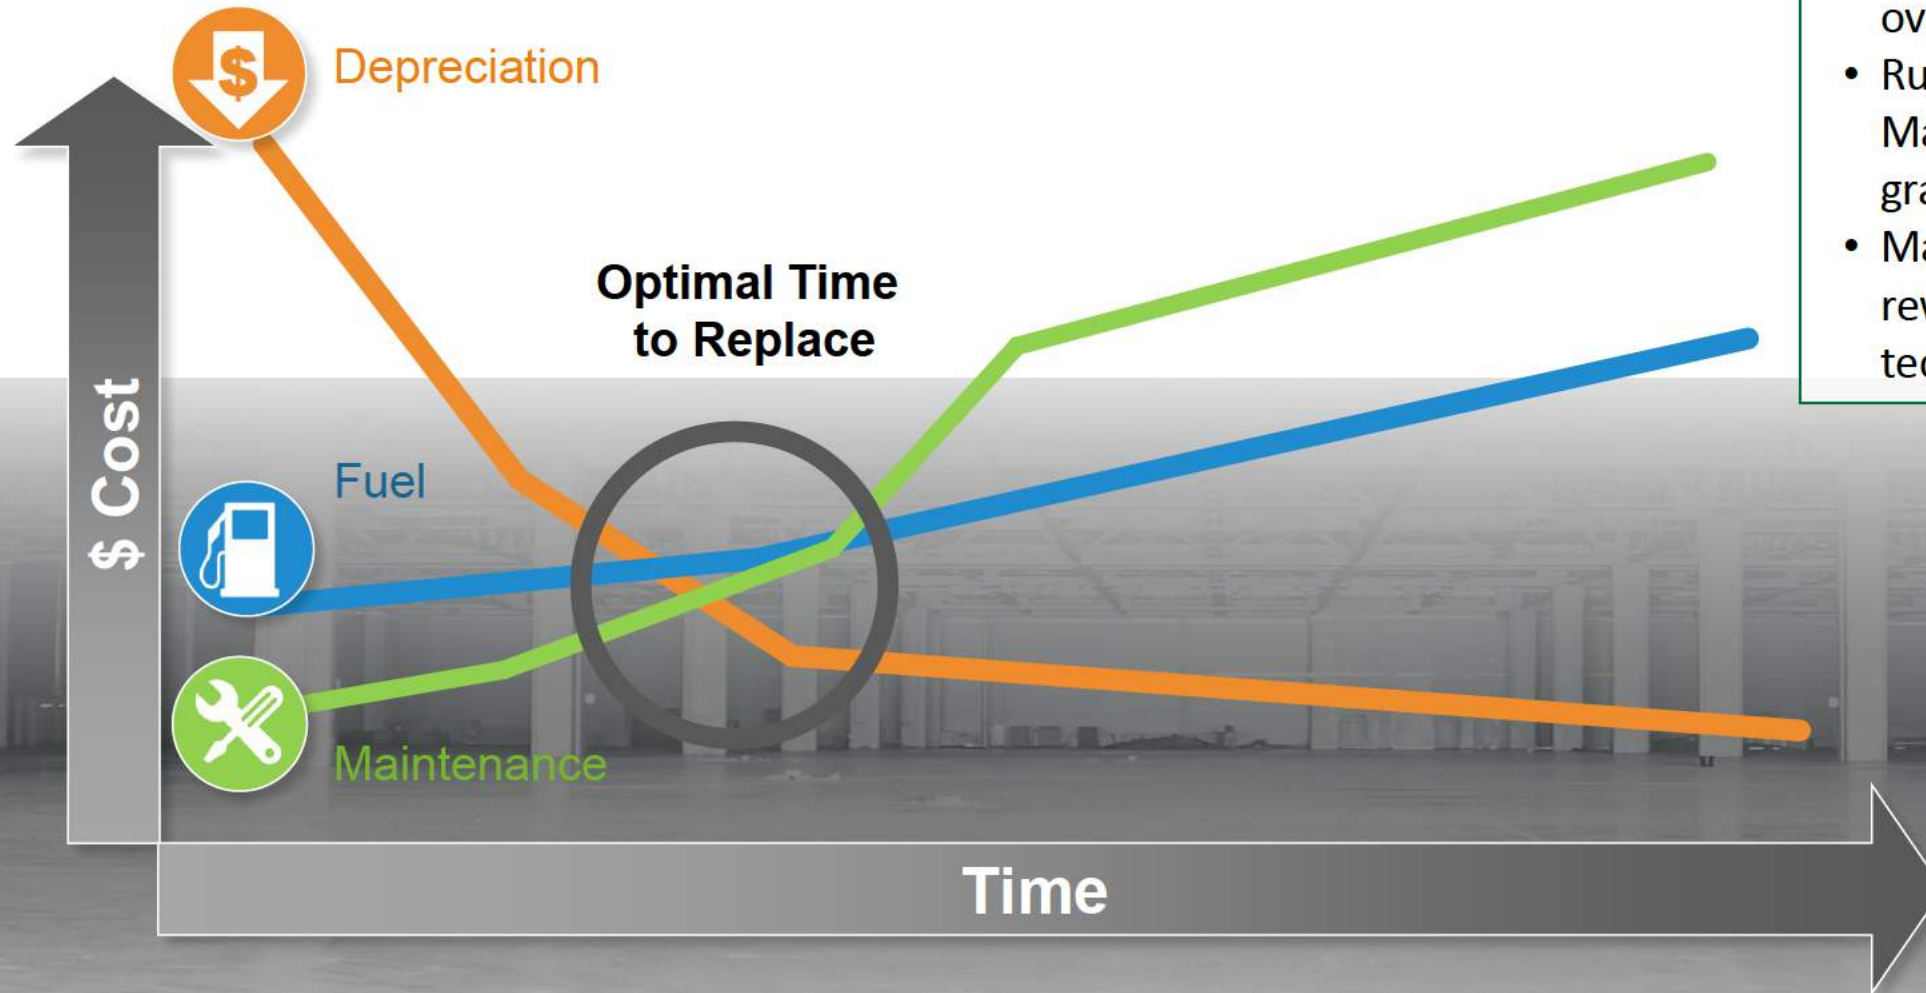 $
Depreciation
Optimal Time
to Replace
$ Cost
Fuel
Maintenance
Time
•
•